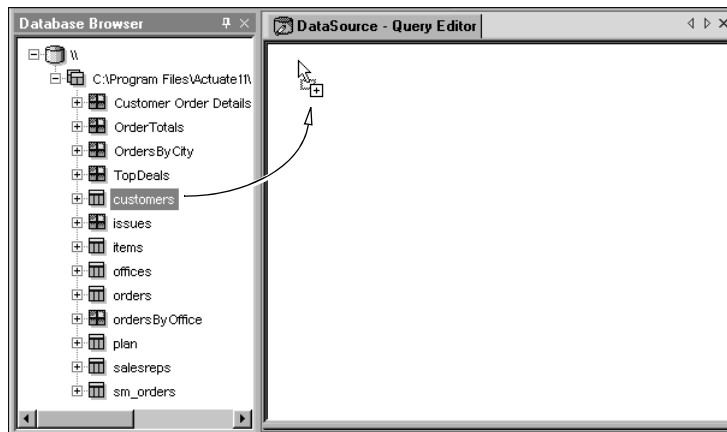 Database Browser
DataSource - Query Editor
\\
C:\Program Files\Actuate11\
Customer Order Details
OrderTotals
OrdersByCity
TopDeals
customers
issues
items
offices
orders
ordersByOffice
plan
salesreps
sm_orders